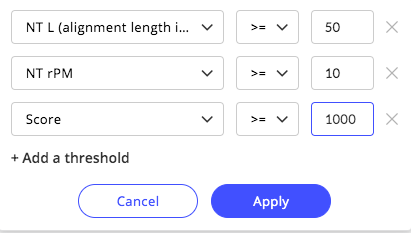 NT L (alignment length i... >= 50
NT rPM >= 10
Score >= 1000
+ Add a threshold
Cancel Apply